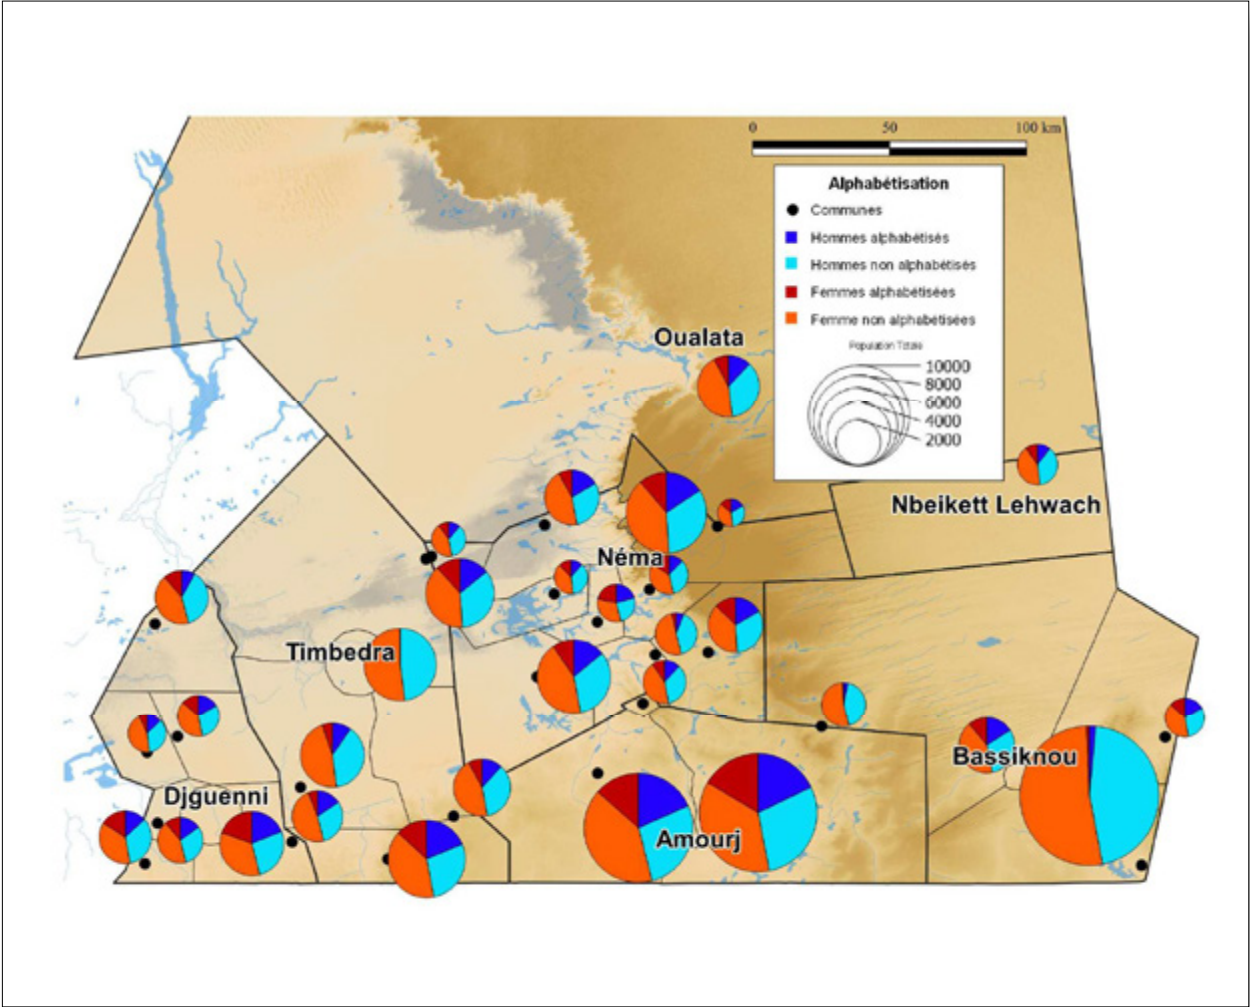 0 50 100 km
Alphabétisation
Communes
Hommes alphabétisés
Hommes non alphabétisés
Femmes alphabétisées
Femme non alphabétisées
Population Totale
10000
8000
6000
4000
2000
Oualata
Nbeikett Lehwach
Néma
Timbedra
Bassiknou
Djguenni
Amourj